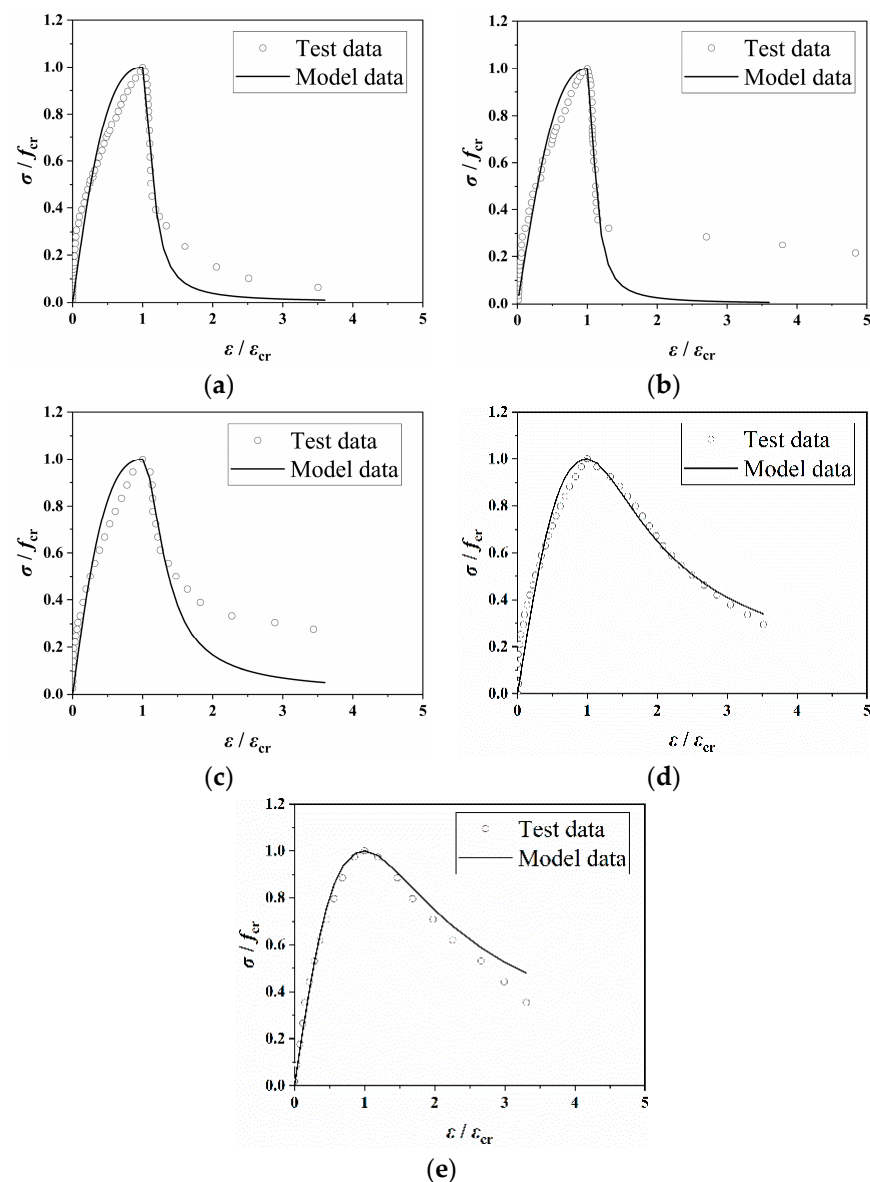 1.2
1.0
0.8
0.6
0.4
0.2
0.0
σ / fcr
Test data
Model data
0 1 2 3 4 5
ε / εcr
(a)
1.2
1.0
0.8
0.6
0.4
0.2
0.0
σ / fcr
Test data
Model data
0 1 2 3 4 5
ε / εcr
(b)
1.2
1.0
0.8
0.6
0.4
0.2
0.0
σ / fcr
Test data
Model data
0 1 2 3 4 5
ε / εcr
(c)
1.2
1.0
0.8
0.6
0.4
0.2
0.0
σ / fcr
Test data
Model data
0 1 2 3 4 5
ε / εcr
(d)
1.2
1.0
0.8
0.6
0.4
0.2
0.0
σ / fcr
Test data
Model data
0 1 2 3 4 5
ε / εcr
(e)